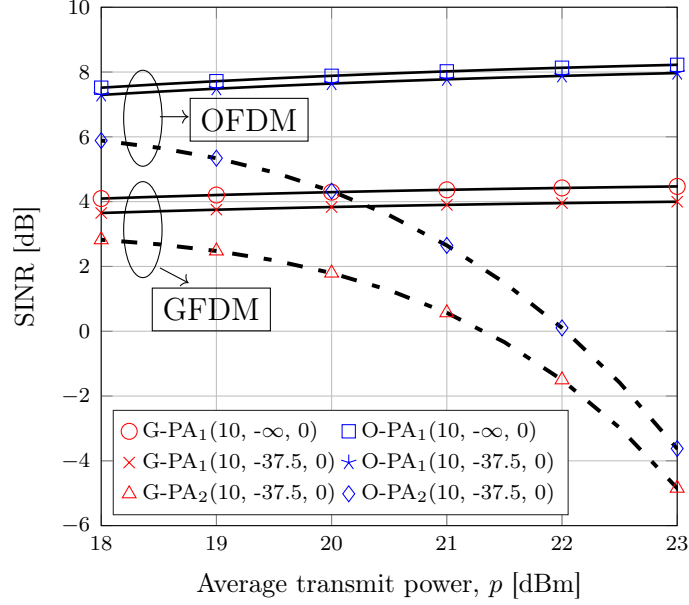 10
8
6
4
2
0
−2
−4
−6
SINR [dB]
OFDM
GFDM
G-PA1(10, -∞, 0)
O-PA1(10, -∞, 0)
G-PA1(10, -37.5, 0)
O-PA1(10, -37.5, 0)
G-PA2(10, -37.5, 0)
O-PA2(10, -37.5, 0)
18 19 20 21 22 23
Average transmit power, p [dBm]